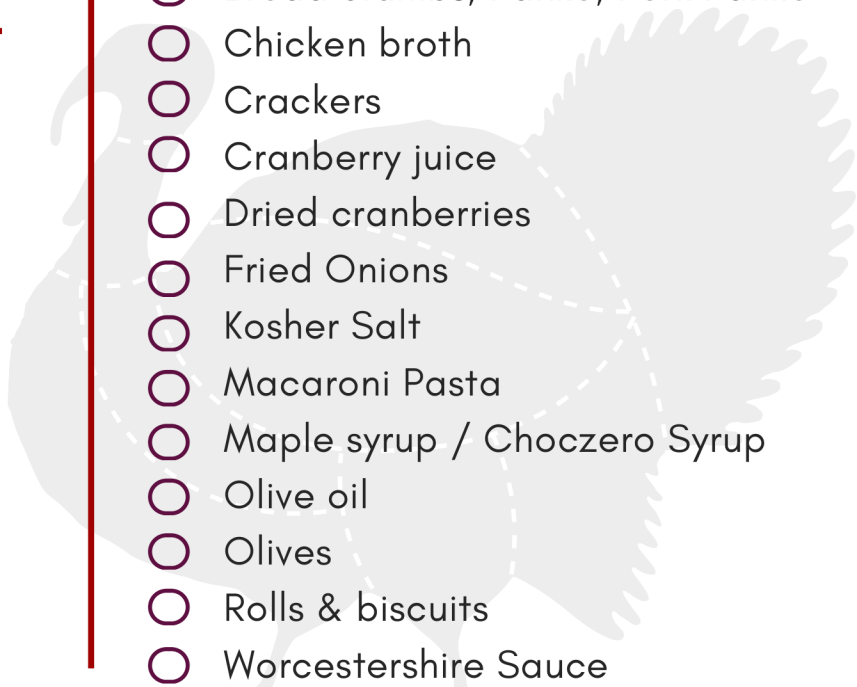 Chicken broth
Crackers
Cranberry juice
Dried cranberries
Fried Onions
Kosher Salt
Macaroni Pasta
Maple syrup / Choczero Syrup
Olive oil
Olives
Rolls & biscuits
Worcestershire Sauce